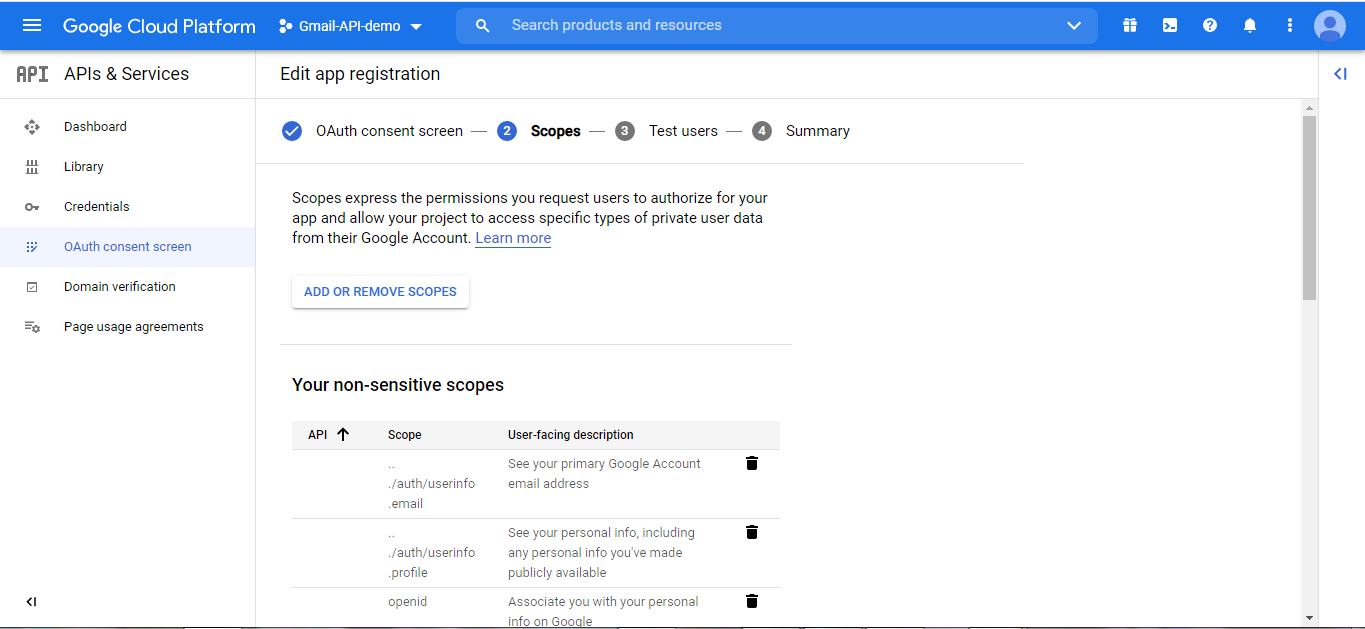 Google Cloud Platform
Gmail-API-demo
Search products and resources
API APIs & Services
Edit app registration
Dashboard
Library
Credentials
OAuth consent screen
Domain verification
Page usage agreements
OAuth consent screen — 2 Scopes — 3 Test users — 4 Summary
Scopes express the permissions you request users to authorize for your
app and allow your project to access specific types of private user data
from their Google Account. Learn more
ADD OR REMOVE SCOPES
Your non-sensitive scopes
API Scope User-facing description
.. See your primary Google Account
./auth/userinfo email address
.email
.. See your personal info, including
./auth/userinfo any personal info you've made
.profile publicly available
openid Associate you with your personal
info on Google